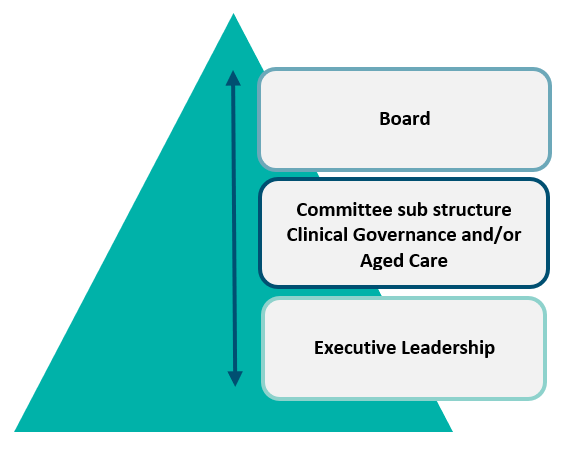 Board
Committee sub structure
Clinical Governance and/or
Aged Care
Executive Leadership